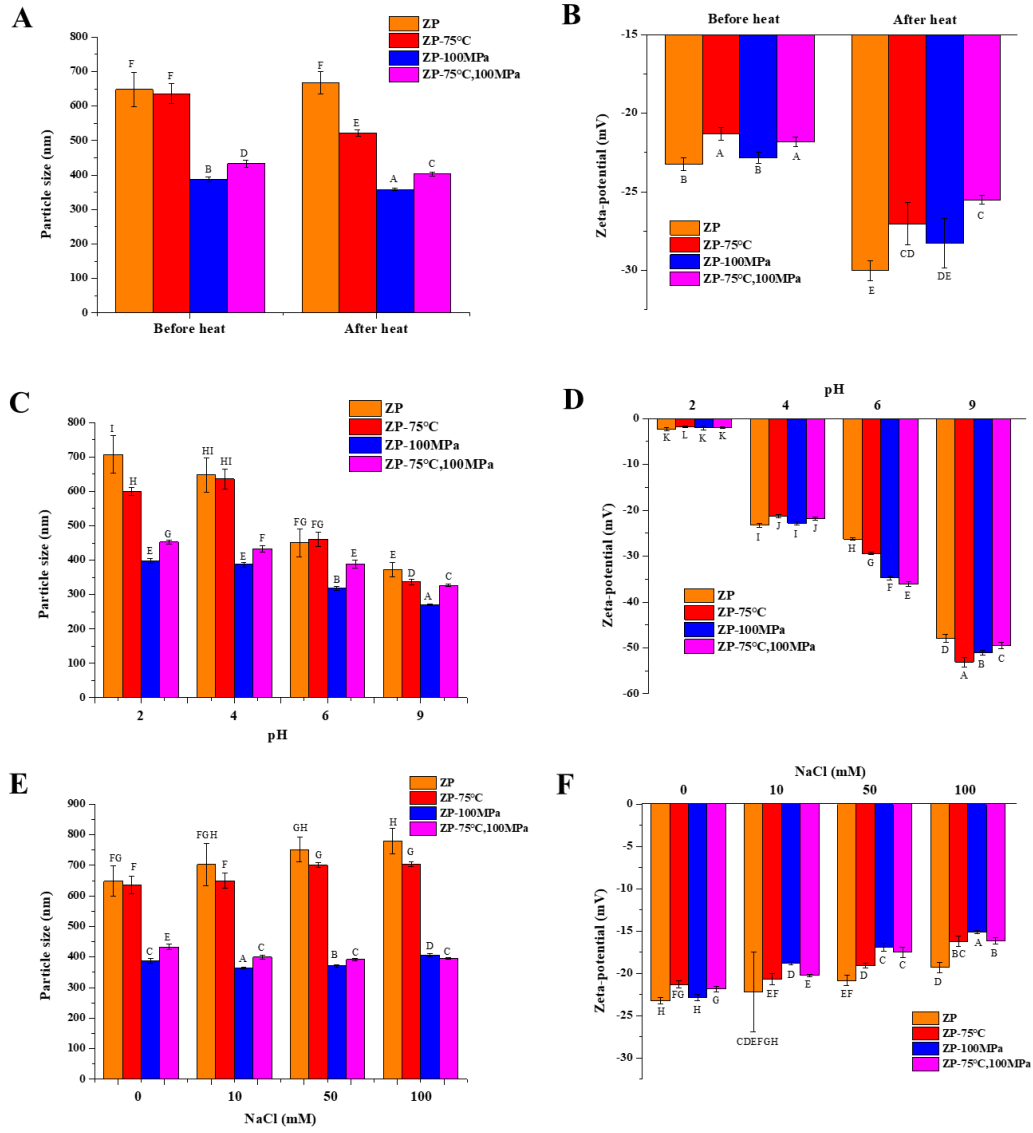 A
ZP
ZP-75°C
ZP-100MPa
ZP-75°C,100MPa
Particle size (nm)
800
700
600
500
400
300
200
100
0
F F B D
F E A C
Before heat After heat
B
Before heat After heat
Zeta-potential (mV)
-15
-20
-25
-30
B A B A
E CD DE C
ZP
ZP-75°C
ZP-100MPa
ZP-75°C,100MPa
C
ZP
ZP-75°C
ZP-100MPa
ZP-75°C,100MPa
Particle size (nm)
800
700
600
500
400
300
200
100
0
I H E G
HI HI E F
FG FG B E
E D A C
2 4 6 9
pH
D
pH
2 4 6 9
Zeta-potential (mV)
0
-10
-20
-30
-40
-50
-60
K L K K
I J I J
H G F E
D A B C
ZP
ZP-75°C
ZP-100MPa
ZP-75°C,100MPa
E
ZP
ZP-75°C
ZP-100MPa
ZP-75°C,100MPa
Particle size (nm)
900
800
700
600
500
400
300
200
100
0
FG F C E
FGH F A C
GH G B C
H G D C
0 10 50 100
NaCl (mM)
F
NaCl (mM)
0 10 50 100
Zeta-potential (mV)
0
-5
-10
-15
-20
-25
-30
H FG H G
CDEFGH EF D E
EF D C C
D BC A B
ZP
ZP-75°C
ZP-100MPa
ZP-75°C,100MPa